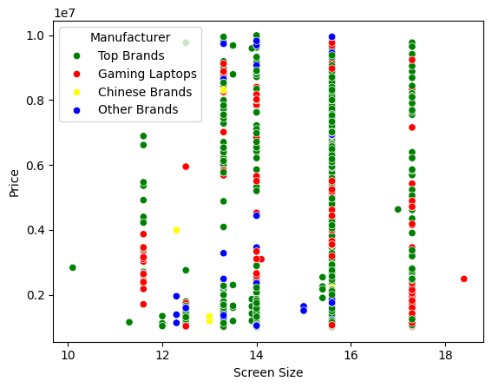 1e7
Manufacturer
Top Brands
Gaming Laptops
Chinese Brands
Other Brands
1.0
0.8
0.6
0.4
0.2
Price
10
12
14
16
18
Screen Size